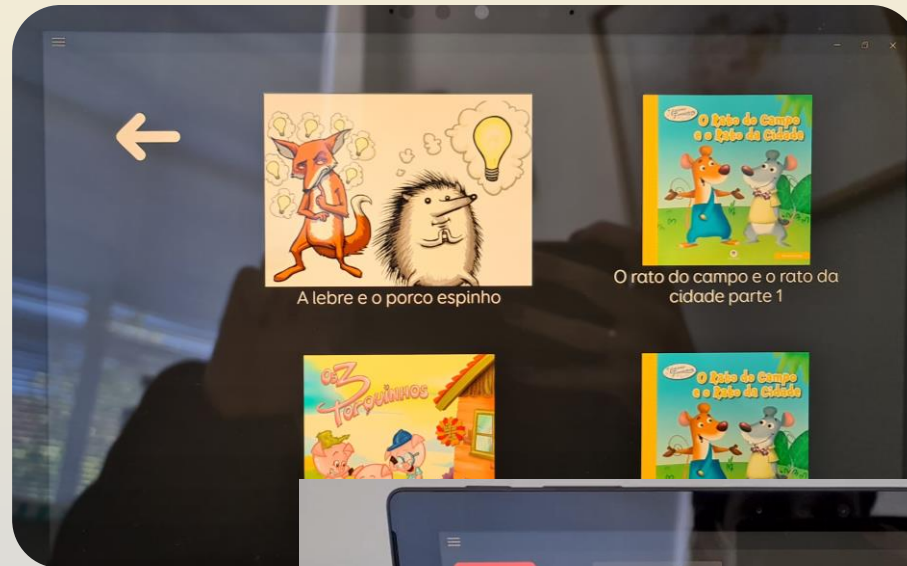 O Rato do Campo
e o Rato da Cidade
A lebre e o porco espinho
O rato do campo e o rato da
cidade parte 1
Os 3
Porquinhos
O Rato do Campo
e o Rato da Cidade